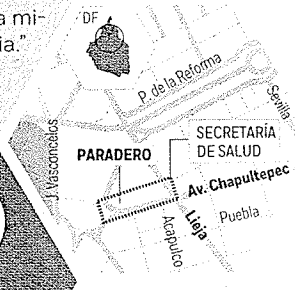 a mi-
ia."
DF
P. de la Reforma
Sevilla
J. Vasconcelos
SECRETARÍA
DE SALUD
PARADERO
Av. Chapultepec
Lieja
Puebla
Acapulco